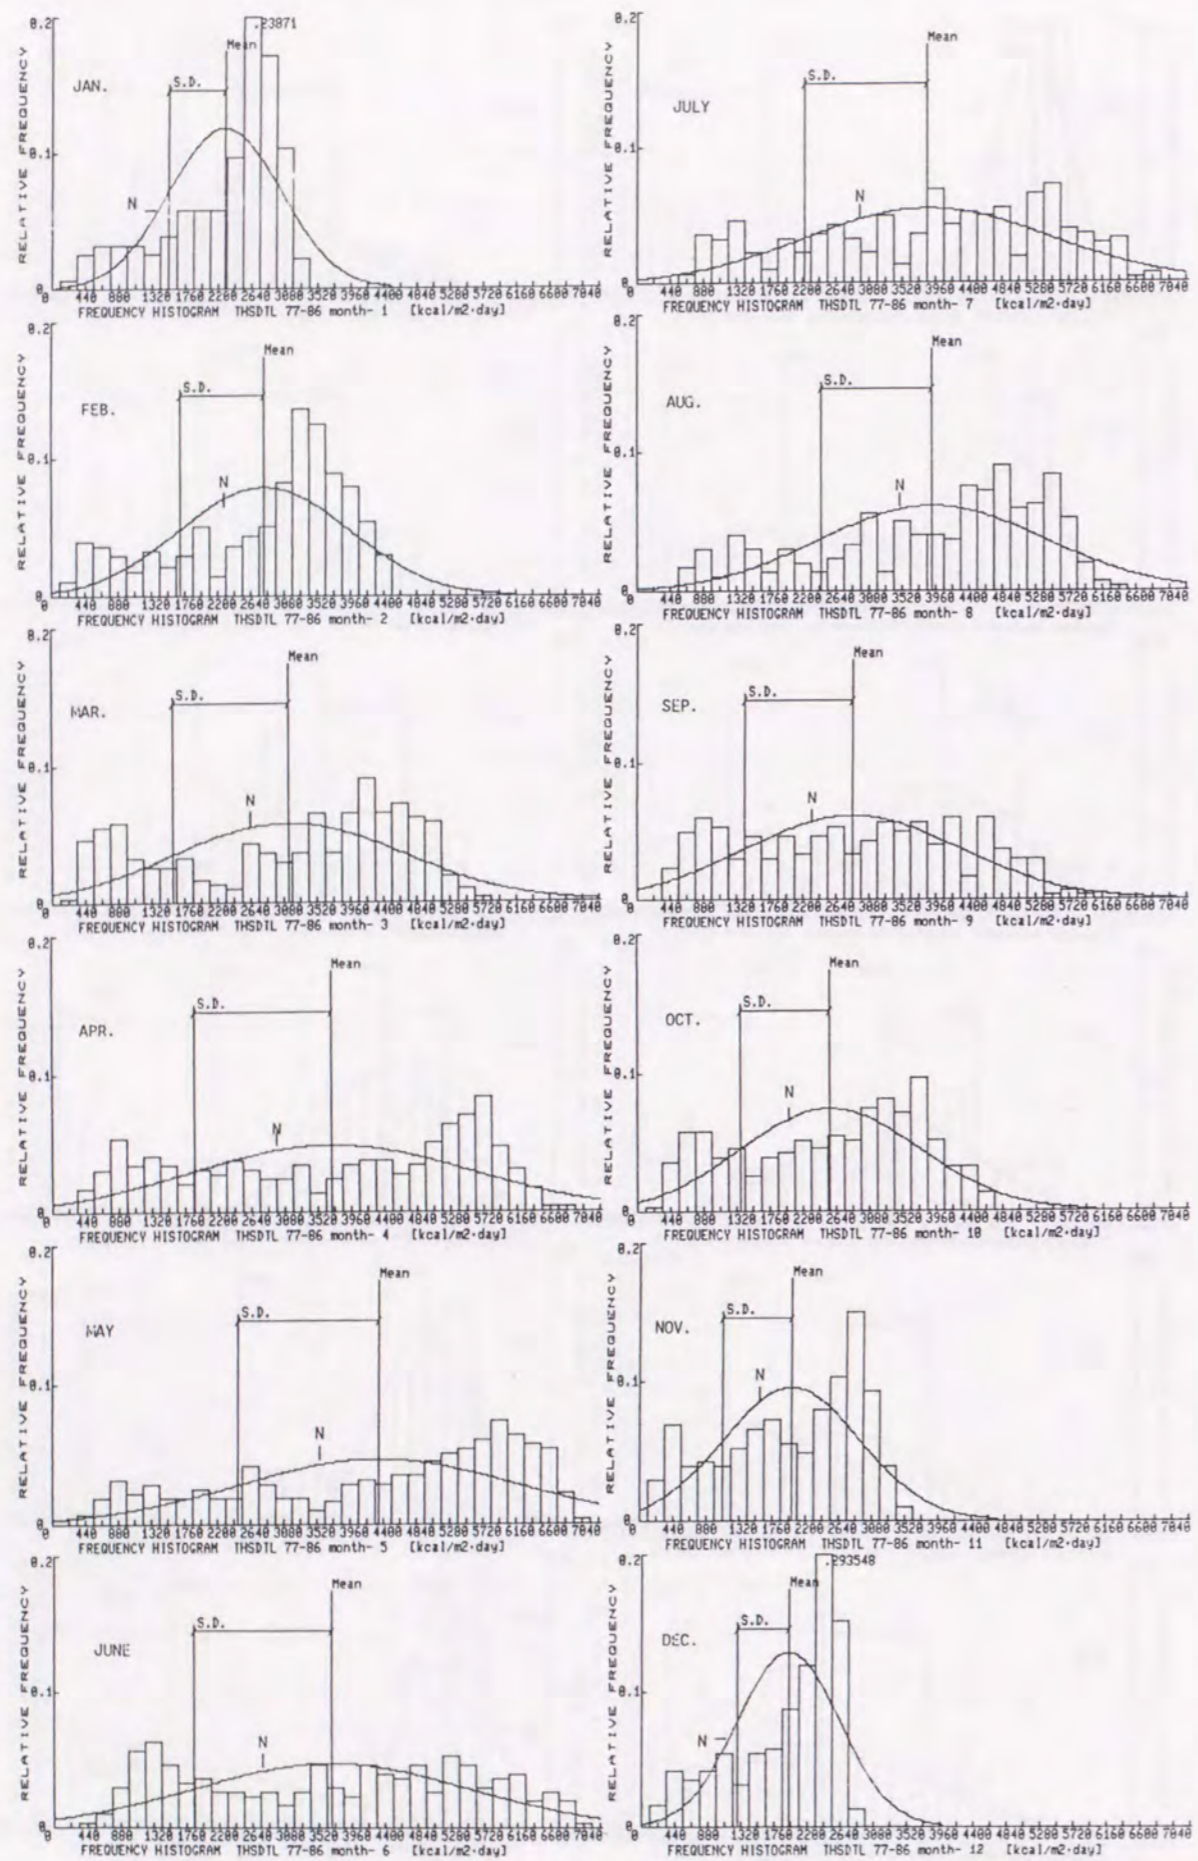 0.2
.23871
Mean
S.D.
JAN.
RELATIVE FREQUENCY
0.1
N
0
440 880 1320 1760 2200 2640 3080 3520 3960 4400 4840 5280 5720 6160 6600 7040
FREQUENCY HISTOGRAM THSDTL 77-86 month- 1 [kcal/m2·day]
0.2
Mean
S.D.
FEB.
RELATIVE FREQUENCY
0.1
N
0
440 880 1320 1760 2200 2640 3080 3520 3960 4400 4840 5280 5720 6160 6600 7040
FREQUENCY HISTOGRAM THSDTL 77-86 month- 2 [kcal/m2·day]
0.2
Mean
S.D.
MAR.
RELATIVE FREQUENCY
0.1
N
0
440 880 1320 1760 2200 2640 3080 3520 3960 4400 4840 5280 5720 6160 6600 7040
FREQUENCY HISTOGRAM THSDTL 77-86 month- 3 [kcal/m2·day]
0.2
Mean
S.D.
APR.
RELATIVE FREQUENCY
0.1
N
0
440 880 1320 1760 2200 2640 3080 3520 3960 4400 4840 5280 5720 6160 6600 7040
FREQUENCY HISTOGRAM THSDTL 77-86 month- 4 [kcal/m2·day]
0.2
Mean
S.D.
MAY
RELATIVE FREQUENCY
0.1
N
0
440 880 1320 1760 2200 2640 3080 3520 3960 4400 4840 5280 5720 6160 6600 7040
FREQUENCY HISTOGRAM THSDTL 77-86 month- 5 [kcal/m2·day]
0.2
Mean
S.D.
JUNE
RELATIVE FREQUENCY
0.1
N
0
440 880 1320 1760 2200 2640 3080 3520 3960 4400 4840 5280 5720 6160 6600 7040
FREQUENCY HISTOGRAM THSDTL 77-86 month- 6 [kcal/m2·day]
0.2
Mean
S.D.
JULY
RELATIVE FREQUENCY
0.1
N
0
440 880 1320 1760 2200 2640 3080 3520 3960 4400 4840 5280 5720 6160 6600 7040
FREQUENCY HISTOGRAM THSDTL 77-86 month- 7 [kcal/m2·day]
0.2
Mean
S.D.
AUG.
RELATIVE FREQUENCY
0.1
N
0
440 880 1320 1760 2200 2640 3080 3520 3960 4400 4840 5280 5720 6160 6600 7040
FREQUENCY HISTOGRAM THSDTL 77-86 month- 8 [kcal/m2·day]
0.2
Mean
S.D.
SEP.
RELATIVE FREQUENCY
0.1
N
0
440 880 1320 1760 2200 2640 3080 3520 3960 4400 4840 5280 5720 6160 6600 7040
FREQUENCY HISTOGRAM THSDTL 77-86 month- 9 [kcal/m2·day]
0.2
Mean
S.D.
OCT.
RELATIVE FREQUENCY
0.1
N
0
440 880 1320 1760 2200 2640 3080 3520 3960 4400 4840 5280 5720 6160 6600 7040
FREQUENCY HISTOGRAM THSDTL 77-86 month- 10 [kcal/m2·day]
0.2
Mean
S.D.
NOV.
RELATIVE FREQUENCY
0.1
N
0
440 880 1320 1760 2200 2640 3080 3520 3960 4400 4840 5280 5720 6160 6600 7040
FREQUENCY HISTOGRAM THSDTL 77-86 month- 11 [kcal/m2·day]
0.2
.293548
Mean
S.D.
DEC.
RELATIVE FREQUENCY
0.1
N
0
440 880 1320 1760 2200 2640 3080 3520 3960 4400 4840 5280 5720 6160 6600 7040
FREQUENCY HISTOGRAM THSDTL 77-86 month- 12 [kcal/m2·day]